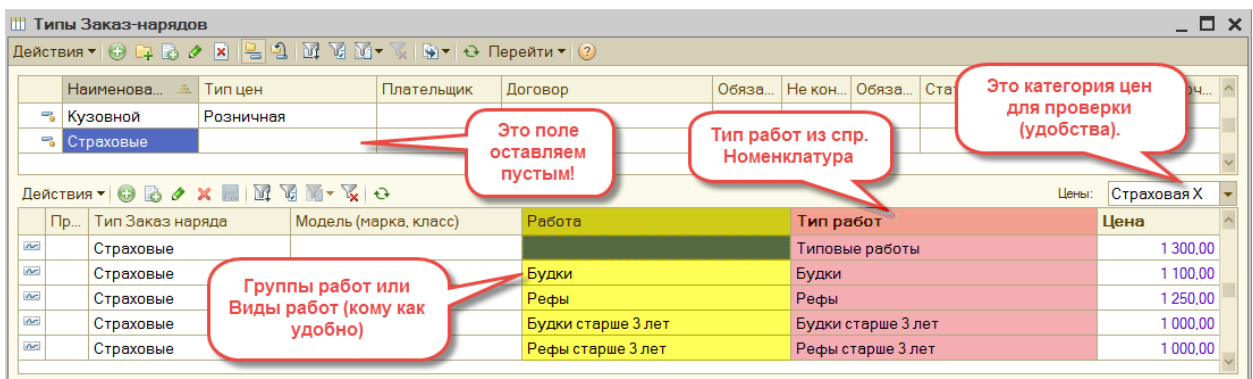 Типы Заказ-нарядов
Действия Перейти
Наименова... Тип цен Плательщик Договор Обяза... Не кон... Обяза...
Кузовной Розничная
Страховые
Это поле
оставляем
пустым!
Тип работ из спр.
Номенклатура
Это категория цен
для проверки
(удобства).
Действия Цены: Страховая X
Пр... Тип Заказ наряда Модель (марка, класс) Работа Тип работ Цена
Страховые Типовые работы 1 300,00
Страховые Будки Будки 1 100,00
Страховые Рефы Рефы 1 250,00
Страховые Будки старше 3 лет Будки старше 3 лет 1 000,00
Страховые Рефы старше 3 лет Рефы старше 3 лет 1 000,00
Группы работ или
Виды работ (кому как
удобно)